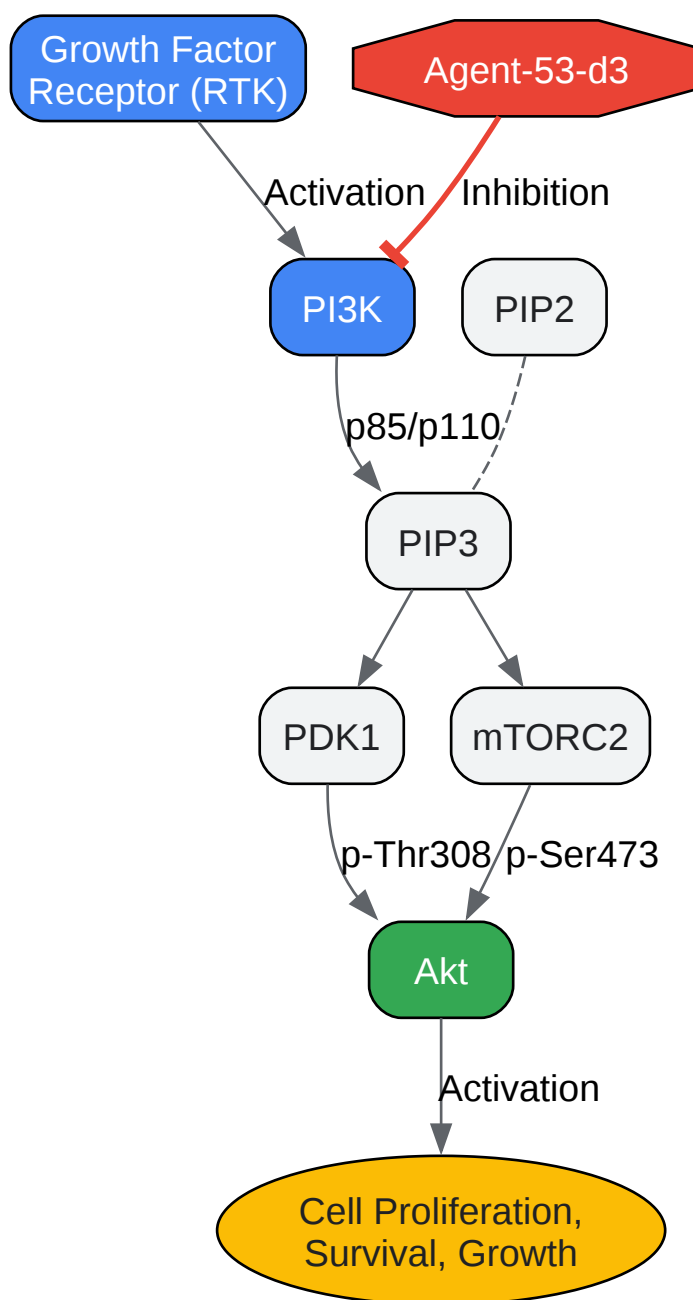 Growth Factor
Receptor (RTK)
Agent-53-d3
Activation
Inhibition
PI3K
PIP2
p85/p110
PIP3
PDK1
mTORC2
p-Thr308
p-Ser473
Akt
Activation
Cell Proliferation,
Survival, Growth